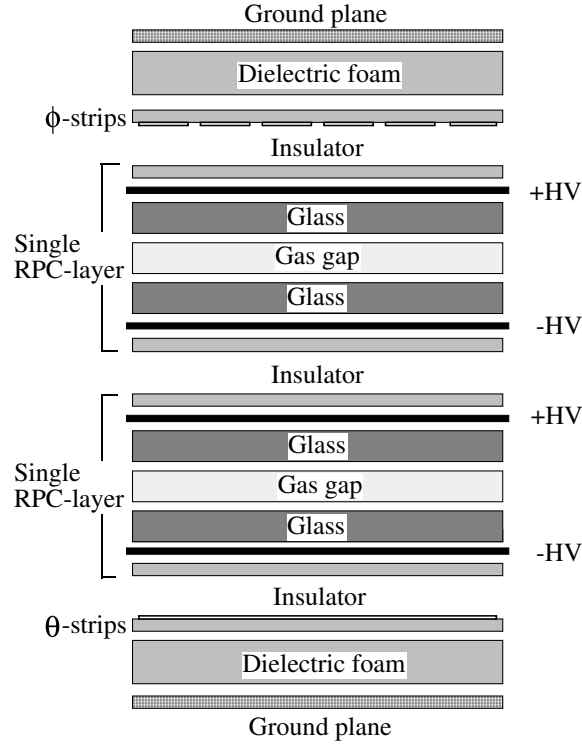 Ground plane
Dielectric foam
ϕ-strips
Insulator
+HV
Glass
Single
RPC-layer
Gas gap
Glass
-HV
Insulator
+HV
Glass
Single
RPC-layer
Gas gap
Glass
-HV
Insulator
θ-strips
Dielectric foam
Ground plane